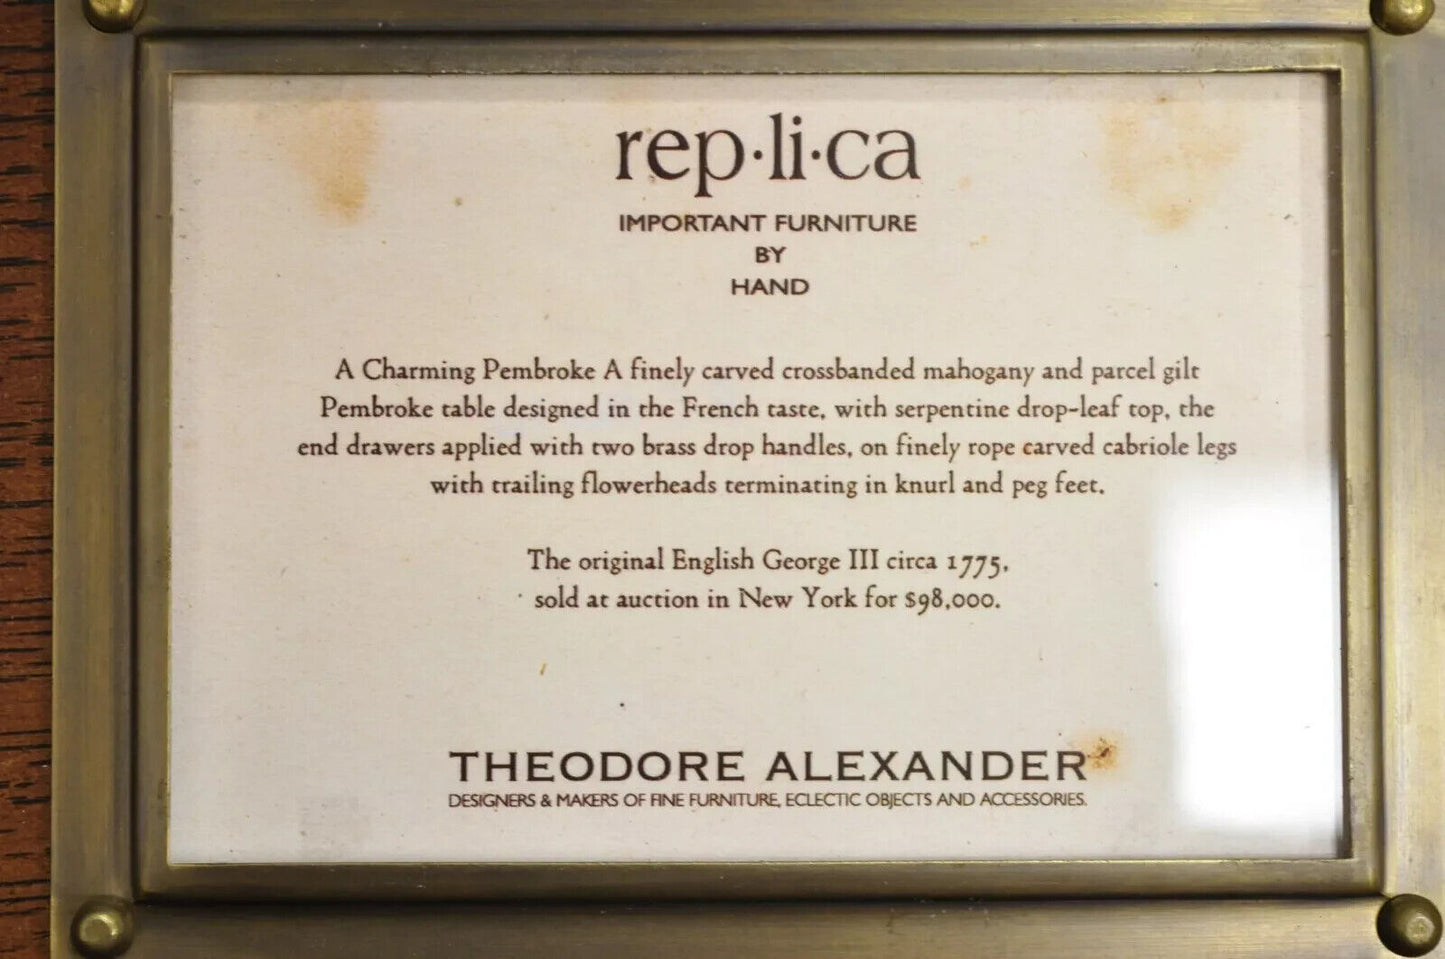 rep·li·ca
IMPORTANT FURNITURE
BY
HAND
A Charming Pembroke A finely carved crossbanded mahogany and parcel gilt
Pembroke table designed in the French taste, with serpentine drop-leaf top, the
end drawers applied with two brass drop handles, on finely rope carved cabriole legs
with trailing flowerheads terminating in knurl and peg feet.
The original English George III circa 1775,
sold at auction in New York for $98,000.
THEODORE ALEXANDER
DESIGNERS & MAKERS OF FINE FURNITURE, ECLECTIC OBJECTS AND ACCESSORIES.